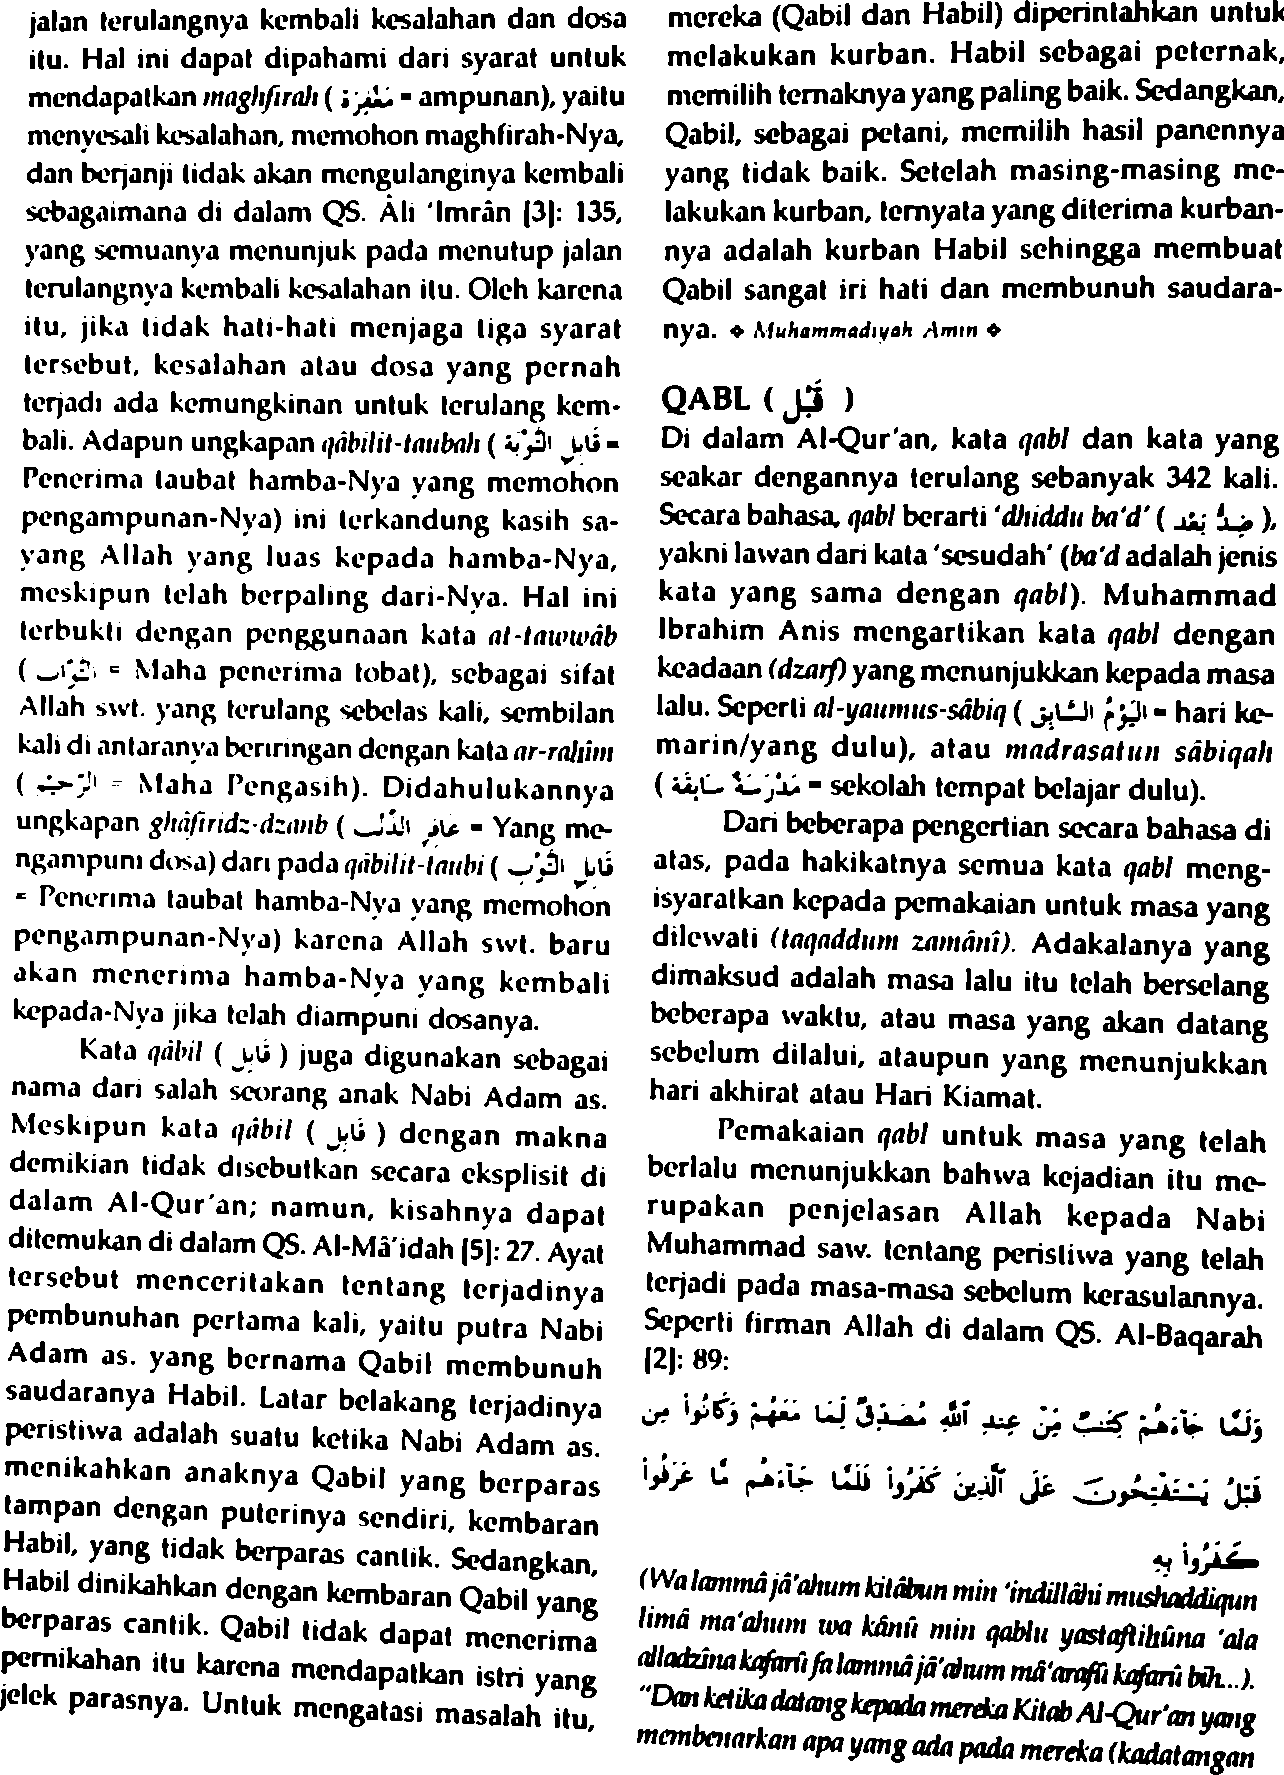 jalan terulangnya kembali kesalahan dan dosa
itu. Hal ini dapat dipahami dari syarat untuk
mendapatkan maghfirah ( مَغْفِرَة = ampunan), yaitu
menyesali kesalahan, memohon maghfirah-Nya,
dan berjanji tidak akan mengulanginya kembali
sebagaimana di dalam QS. Âli ‘Imrân [3]: 135,
yang semuanya menunjuk pada menutup jalan
terulangnya kembali kesalahan itu. Oleh karena
itu, jika tidak hati-hati menjaga tiga syarat
tersebut, kesalahan atau dosa yang pernah
terjadi ada kemungkinan untuk terulang kem-
bali. Adapun ungkapan qâbilit-taubah ( قَابِلِ التَّوْبَة =
Penerima taubat hamba-Nya yang memohon
pengampunan-Nya) ini terkandung kasih sa-
yang Allah yang luas kepada hamba-Nya,
meskipun telah berpaling dari-Nya. Hal ini
terbukti dengan penggunaan kata at-tawwâb
( التَّوَّاب = Maha penerima tobat), sebagai sifat
Allah swt. yang terulang sebelas kali, sembilan
kali di antaranya beriringan dengan kata ar-rahîm
( الرَّحِيْم = Maha Pengasih). Didahulukannya
ungkapan ghâfiridz-dzanb ( غَافِرِ الذَّنْب = Yang me-
ngampuni dosa) dari pada qâbilit-taubi ( قَابِلِ التَّوْب
= Penerima taubat hamba-Nya yang memohon
pengampunan-Nya) karena Allah swt. baru
akan menerima hamba-Nya yang kembali
kepada-Nya jika telah diampuni dosanya.
Kata qâbil ( قَابِل ) juga digunakan sebagai
nama dari salah seorang anak Nabi Adam as.
Meskipun kata qâbil ( قَابِل ) dengan makna
demikian tidak disebutkan secara eksplisit di
dalam Al-Qur’an; namun, kisahnya dapat
ditemukan di dalam QS. Al-Mâ’idah [5]: 27. Ayat
tersebut menceritakan tentang terjadinya
pembunuhan pertama kali, yaitu putra Nabi
Adam as. yang bernama Qabil membunuh
saudaranya Habil. Latar belakang terjadinya
peristiwa adalah suatu ketika Nabi Adam as.
menikahkan anaknya Qabil yang berparas
tampan dengan puterinya sendiri, kembaran
Habil, yang tidak berparas cantik. Sedangkan,
Habil dinikahkan dengan kembaran Qabil yang
berparas cantik. Qabil tidak dapat menerima
pernikahan itu karena mendapatkan istri yang
jelek parasnya. Untuk mengatasi masalah itu,
mereka (Qabil dan Habil) diperintahkan untuk
melakukan kurban. Habil sebagai peternak,
memilih ternaknya yang paling baik. Sedangkan,
Qabil, sebagai petani, memilih hasil panennya
yang tidak baik. Setelah masing-masing me-
lakukan kurban, ternyata yang diterima kurban-
nya adalah kurban Habil sehingga membuat
Qabil sangat iri hati dan membunuh saudara-
nya. ❖ Muhammadiyah Amin ❖
QABL ( قَبْل )
Di dalam Al-Qur’an, kata qabl dan kata yang
seakar dengannya terulang sebanyak 342 kali.
Secara bahasa, qabl berarti ‘dhiddu ba‘d’ ( ضِدُّ بَعْد ),
yakni lawan dari kata ‘sesudah’ (ba‘d adalah jenis
kata yang sama dengan qabl). Muhammad
Ibrahim Anis mengartikan kata qabl dengan
keadaan (dzarf) yang menunjukkan kepada masa
lalu. Seperti al-yaumus-sâbiq ( الْيَوْمُ السَّابِق = hari ke-
marin/yang dulu), atau madrasatun sâbiqah
( مَدْرَسَةٌ سَابِقَة = sekolah tempat belajar dulu).
Dari beberapa pengertian secara bahasa di
atas, pada hakikatnya semua kata qabl meng-
isyaratkan kepada pemakaian untuk masa yang
dilewati (taqaddum zamânî). Adakalanya yang
dimaksud adalah masa lalu itu telah berselang
beberapa waktu, atau masa yang akan datang
sebelum dilalui, ataupun yang menunjukkan
hari akhirat atau Hari Kiamat.
Pemakaian qabl untuk masa yang telah
berlalu menunjukkan bahwa kejadian itu me-
rupakan penjelasan Allah kepada Nabi
Muhammad saw. tentang peristiwa yang telah
terjadi pada masa-masa sebelum kerasulannya.
Seperti firman Allah di dalam QS. Al-Baqarah
[2]: 89:
وَلَمَّا جَآءَهُمْ كِتَٰبٌ مِّنْ عِندِ ٱللَّهِ مُصَدِّقٌ لِّمَا مَعَهُمْ وَكَانُوا۟ مِن
قَبْلُ يَسْتَفْتِحُونَ عَلَى ٱلَّذِينَ كَفَرُوا۟ فَلَمَّا جَآءَهُم مَّا عَرَفُوا۟
كَفَرُوا۟ بِهِ
(Wa lammâ jâ’ahum kitâbun min ‘indillâhi mushaddiqun
limâ ma‘ahum wa kânû min qablu yastaftihûna ‘ala
alladzîna kafarû fa lammâ jâ’ahum mâ ‘arafû kafarû bih...).
“Dan ketika datang kepada mereka Kitab Al-Qur’an yang
membenarkan apa yang ada pada mereka (kadatangan